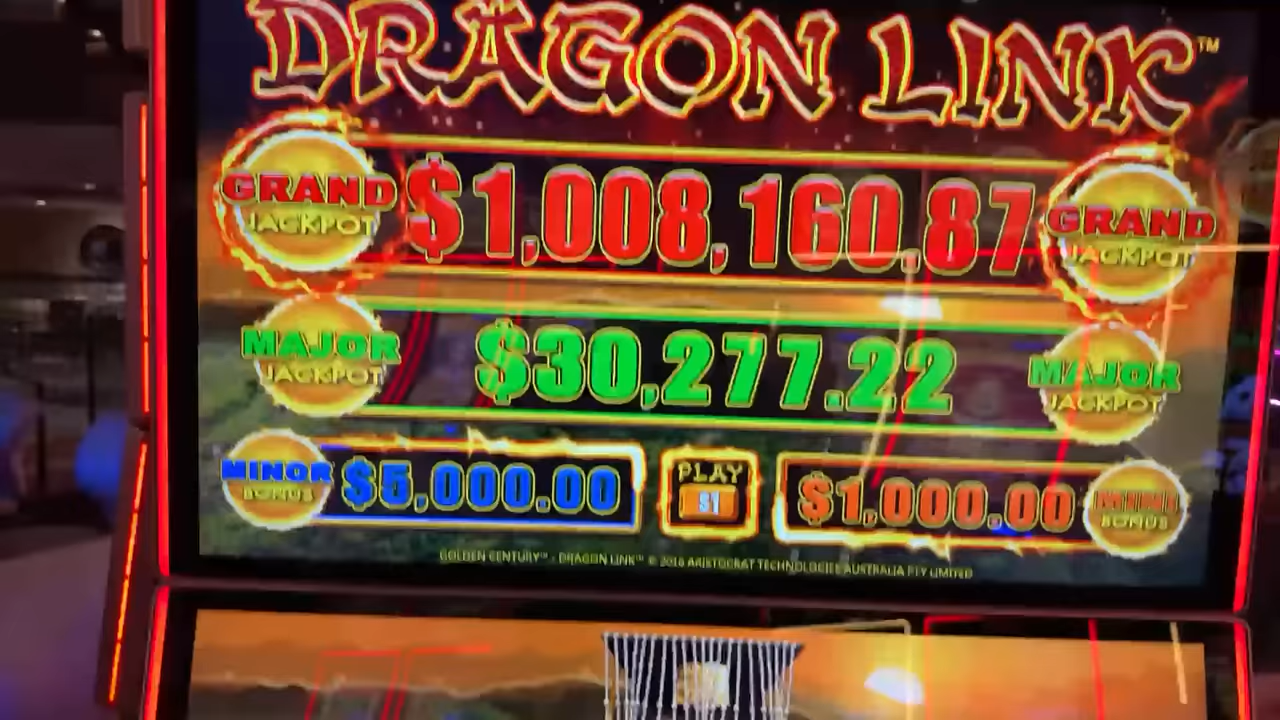 DRAGON LINK™
GRAND JACKPOT $1,008,160.87 GRAND JACKPOT
MAJOR JACKPOT $30,277.22 MAJOR JACKPOT
MINOR BONUS $5,000.00 PLAY $1 $1,000.00 MINI BONUS
GOLDEN CENTURY™ - DRAGON LINK™ © 2016 ARISTOCRAT TECHNOLOGIES AUSTRALIA PTY LIMITED